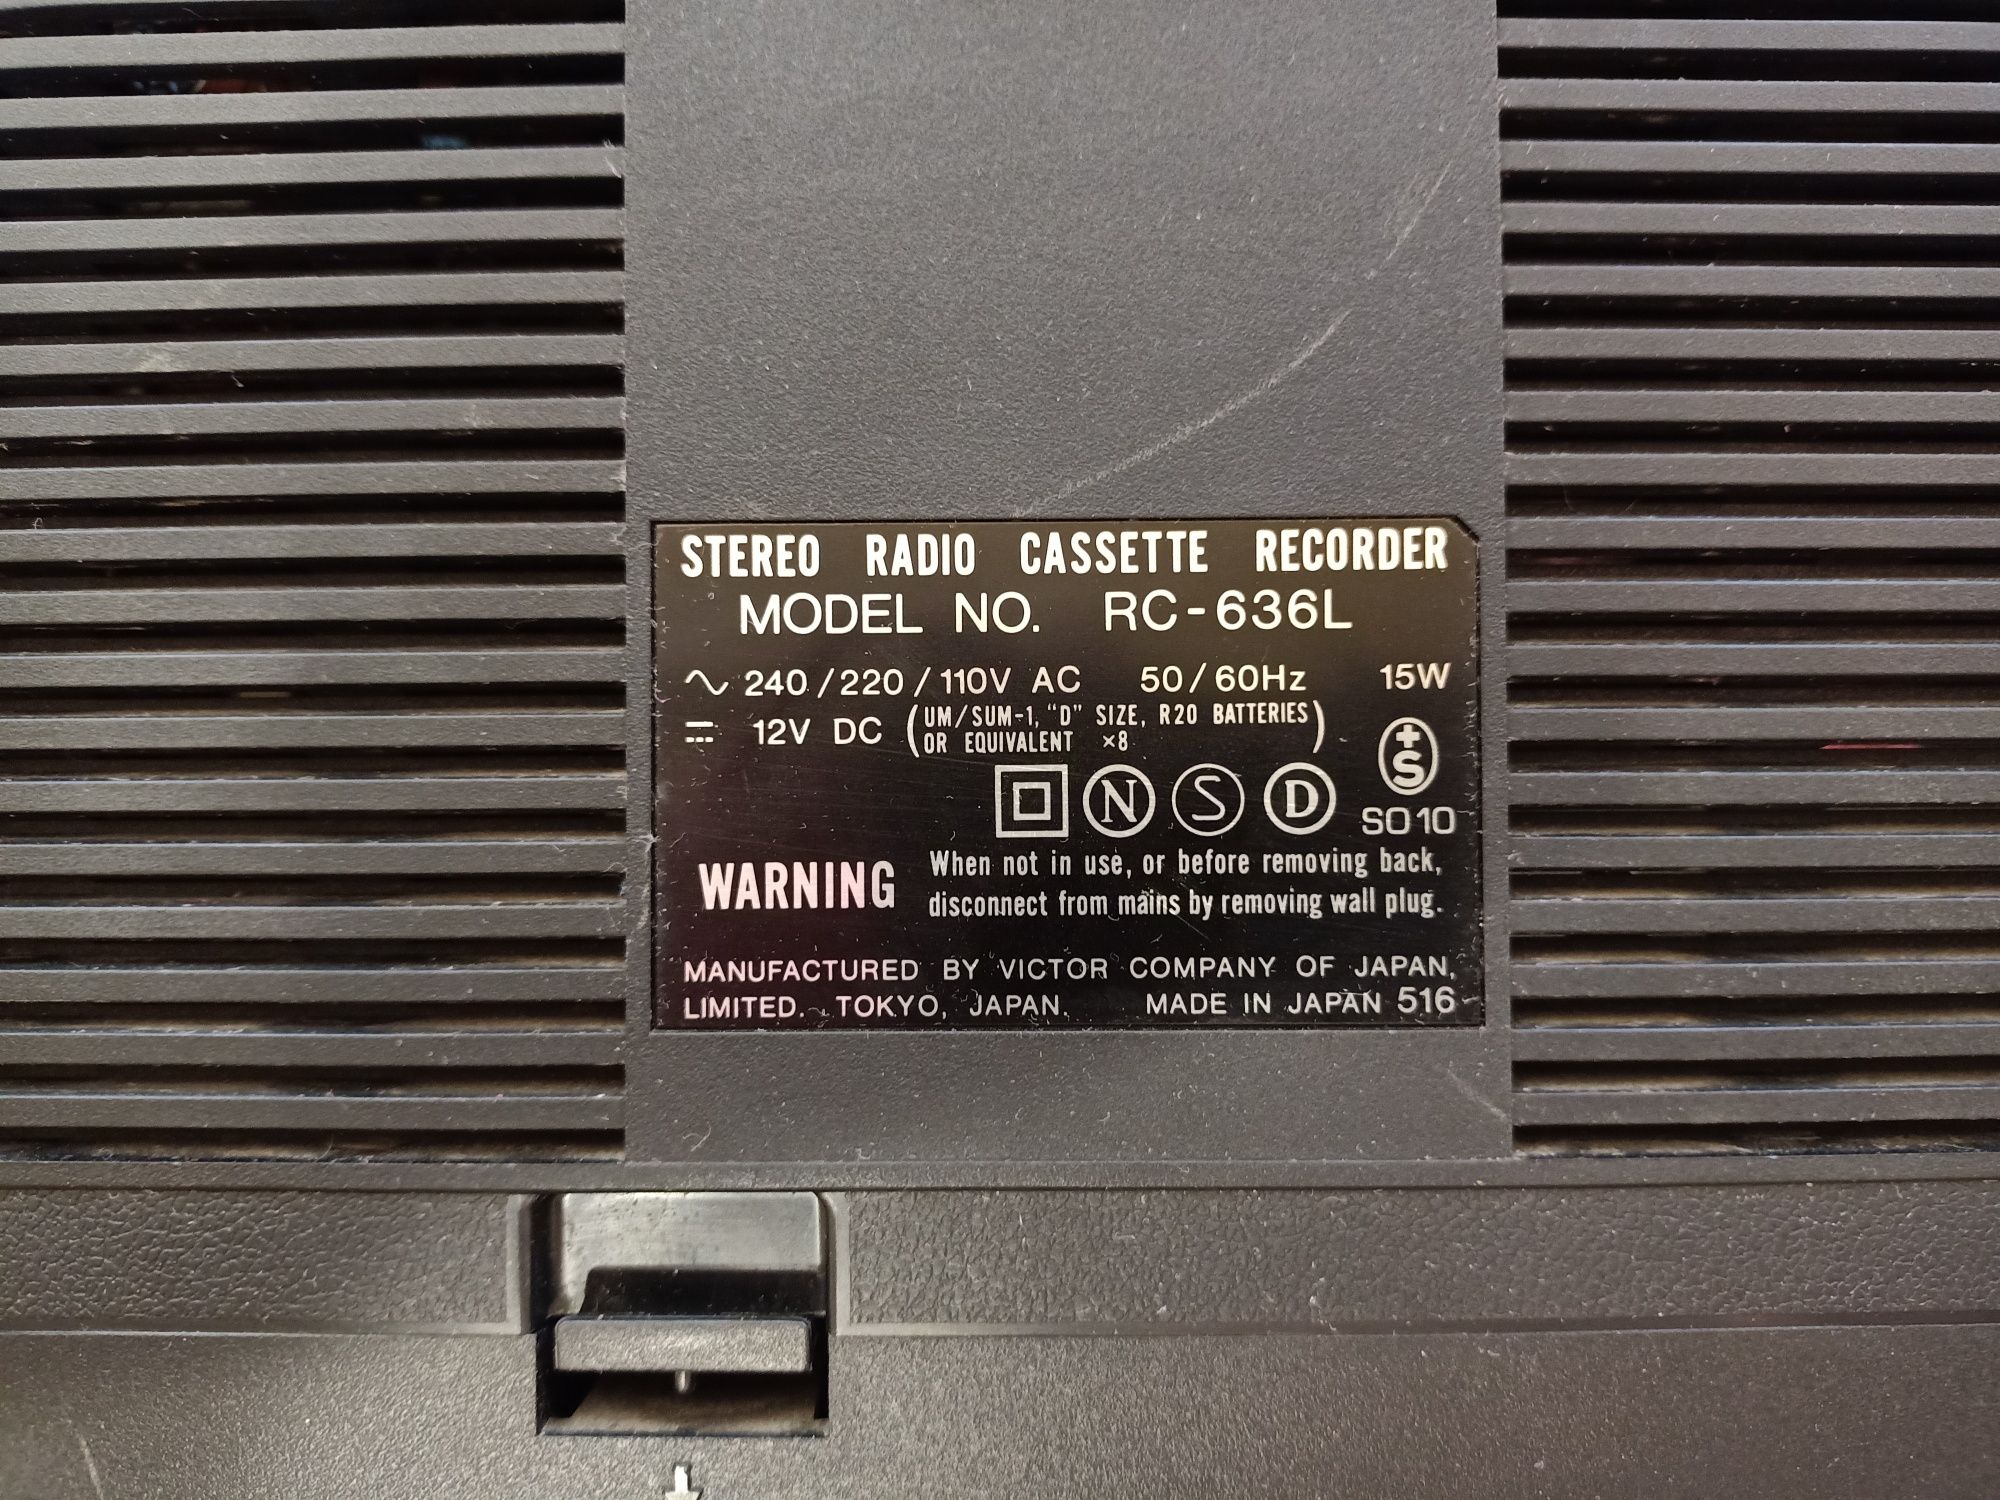 STEREO RADIO CASSETTE RECORDER
MODEL NO. RC-636L
∿ 240/220/110V AC 50/60Hz 15W
⎓ 12V DC (UM/SUM-1, "D" SIZE, R20 BATTERIES
OR EQUIVALENT ×8)
+S
N S D SO10
WARNING When not in use, or before removing back,
disconnect from mains by removing wall plug.
MANUFACTURED BY VICTOR COMPANY OF JAPAN,
LIMITED. TOKYO, JAPAN. MADE IN JAPAN 516